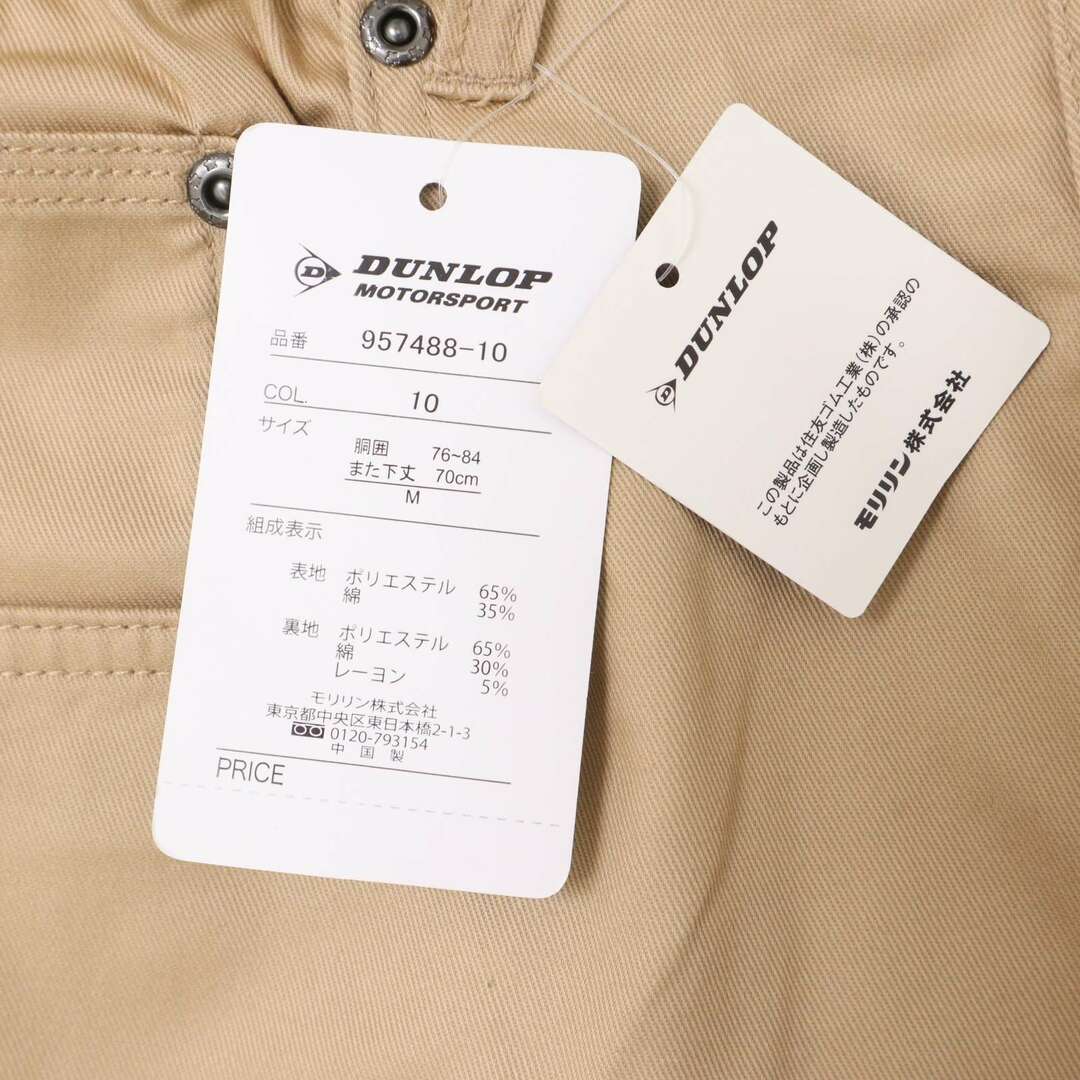 D DUNLOP
MOTORSPORT
品番 957488-10
COL. 10
サイズ
胴囲 76~84
また下丈 70cm
M
組成表示
表地 ポリエステル 65%
綿 35%
裏地 ポリエステル 65%
綿 30%
レーヨン 5%
モリリン株式会社
東京都中央区東日本橋2-1-3
0120-793154
中国製
PRICE
D DUNLOP
この製品は住友ゴム工業(株)の承認の
もとに企画し製造したものです。
モリリン株式会社